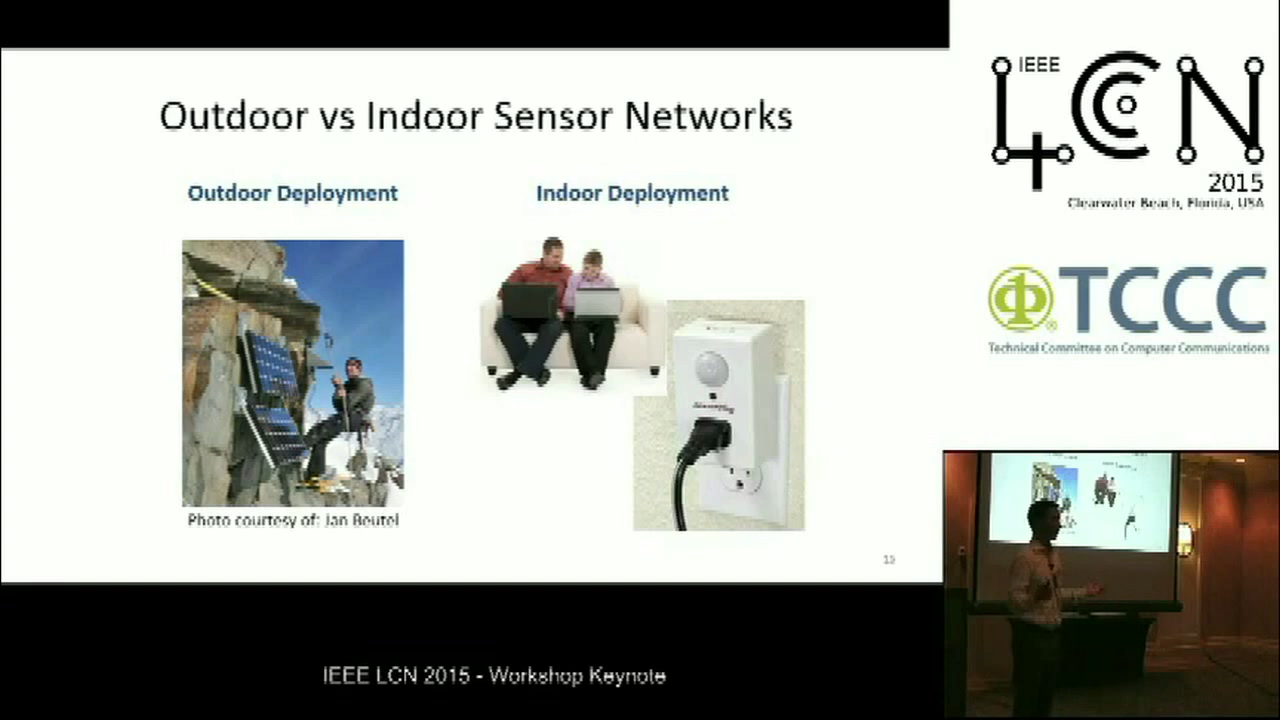 Outdoor vs Indoor Sensor Networks
Outdoor Deployment
Indoor Deployment
Photo courtesy of: Jan Beutel
IEEE
LCN
2015
Clearwater Beach, Florida, USA
TCCC
Technical Committee on Computer Communications
IEEE LCN 2015 - Workshop Keynote